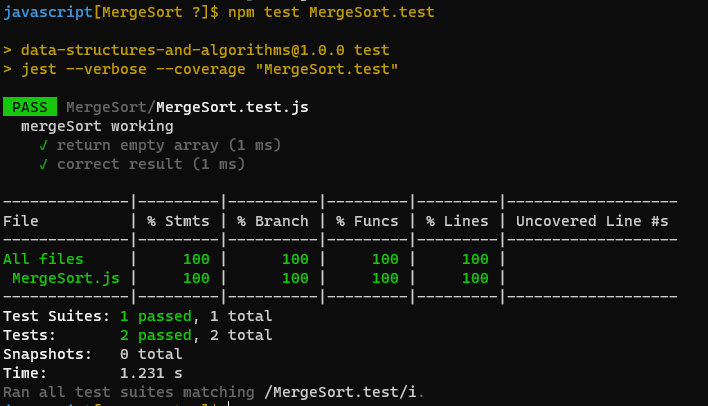 javascript[MergeSort ?]$ npm test MergeSort.test
> data-structures-and-algorithms@1.0.0 test
> jest --verbose --coverage "MergeSort.test"
PASS MergeSort/MergeSort.test.js
mergeSort working
√ return empty array (1 ms)
√ correct result (1 ms)
--------------|---------|----------|---------|---------|-------------------
File          | % Stmts | % Branch | % Funcs | % Lines | Uncovered Line #s
--------------|---------|----------|---------|---------|-------------------
All files     |     100 |      100 |     100 |     100 |
 MergeSort.js |     100 |      100 |     100 |     100 |
--------------|---------|----------|---------|---------|-------------------
Test Suites: 1 passed, 1 total
Tests:       2 passed, 2 total
Snapshots:   0 total
Time:        1.231 s
Ran all test suites matching /MergeSort.test/i.